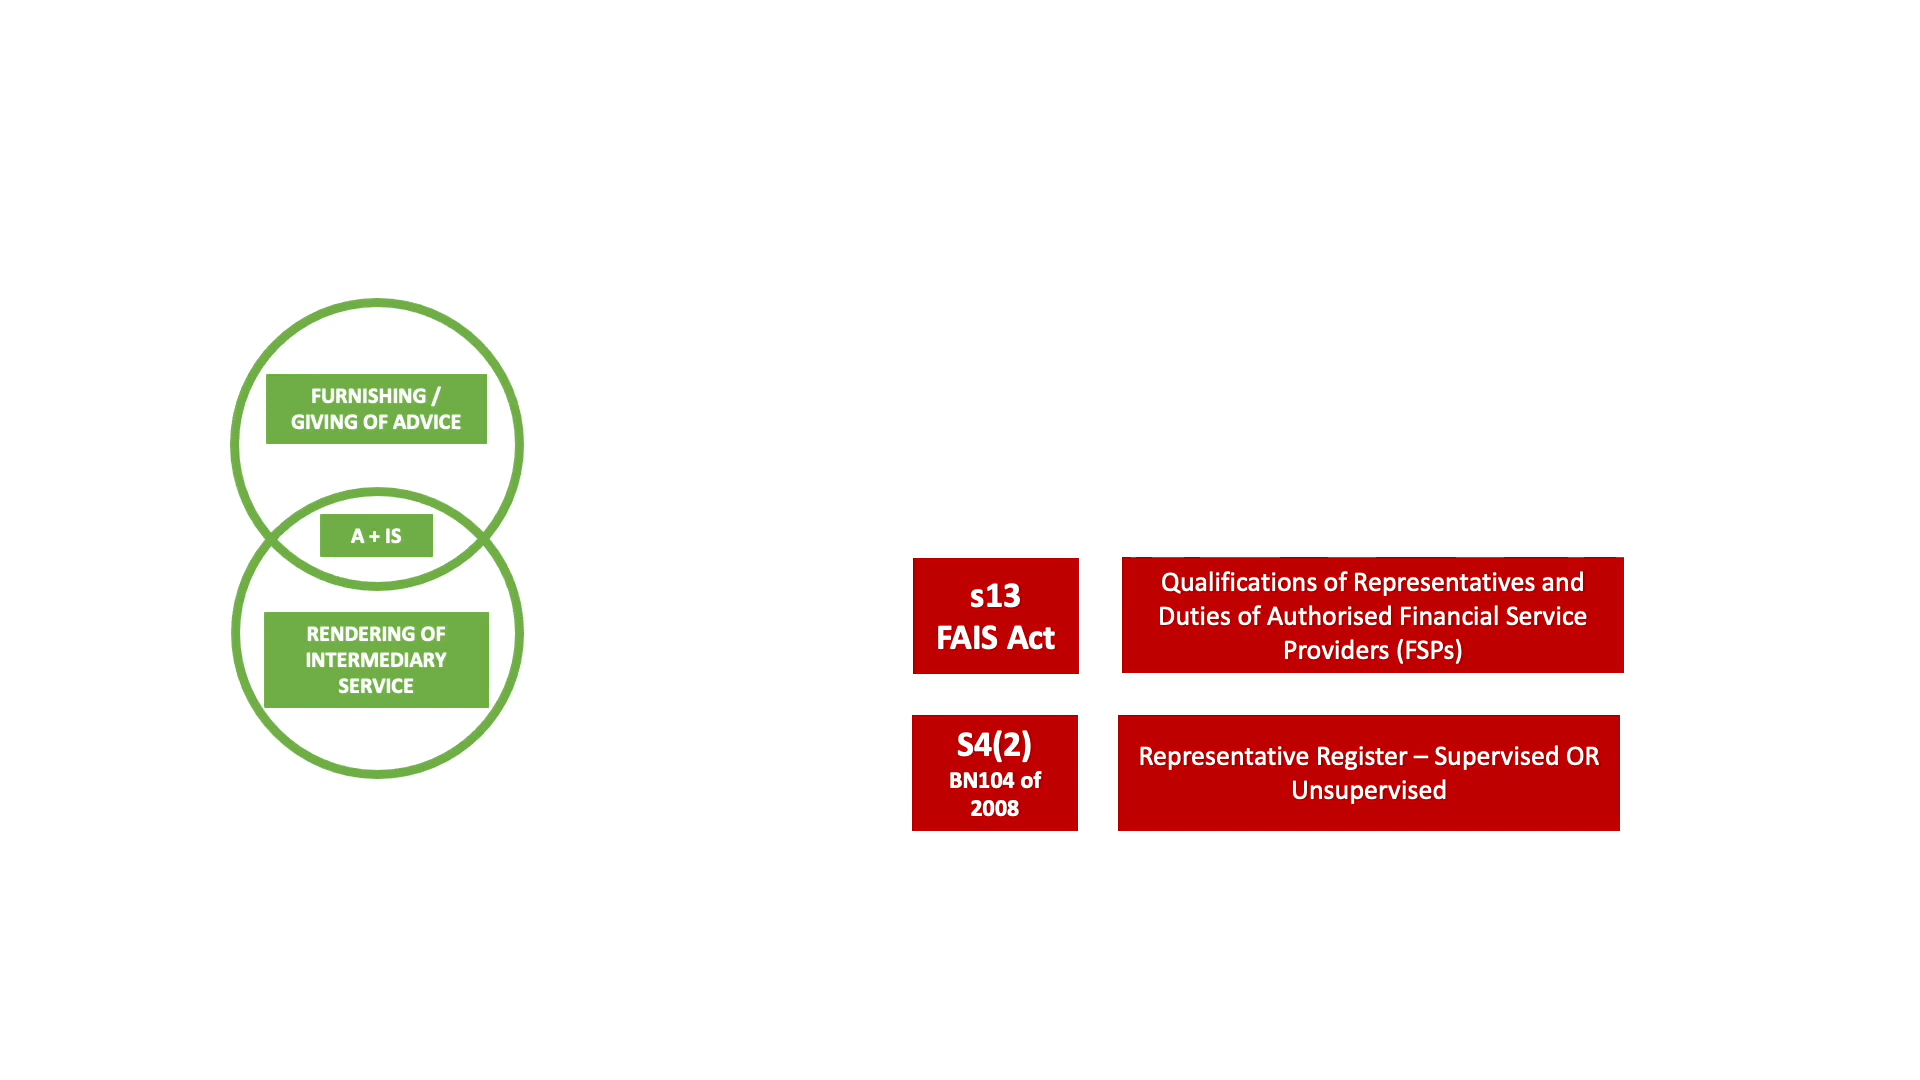 FURNISHING /
GIVING OF ADVICE
A + IS
RENDERING OF
INTERMEDIARY
SERVICE
s13
FAIS Act
Qualifications of Representatives and
Duties of Authorised Financial Service
Providers (FSPs)
S4(2)
BN104 of
2008
Representative Register – Supervised OR
Unsupervised